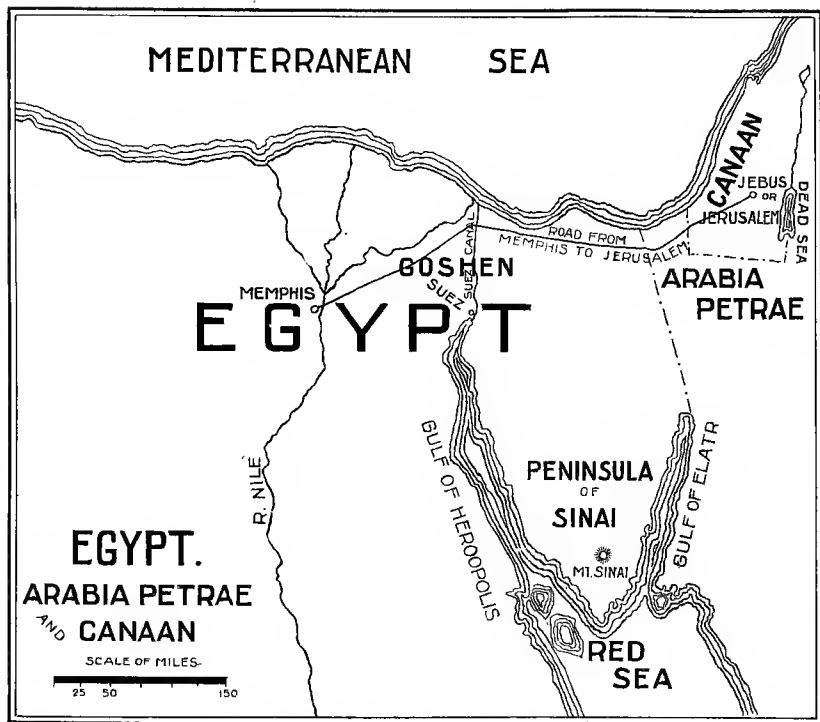 MEDITERRANEAN SEA
CANAAN
JEBUS
OR
JERUSALEM
DEAD SEA
ROAD FROM
MEMPHIS TO JERUSALEM
SUEZ CANAL
GOSHEN
SUEZ
ARABIA
PETRAE
MEMPHIS
EGYPT
R. NILE
GULF OF HEROOPOLIS
PENINSULA
OF
SINAI
MT. SINAI
GULF OF ELATR
RED
SEA
EGYPT.
ARABIA PETRAE
AND CANAAN
SCALE OF MILES
25 50 150